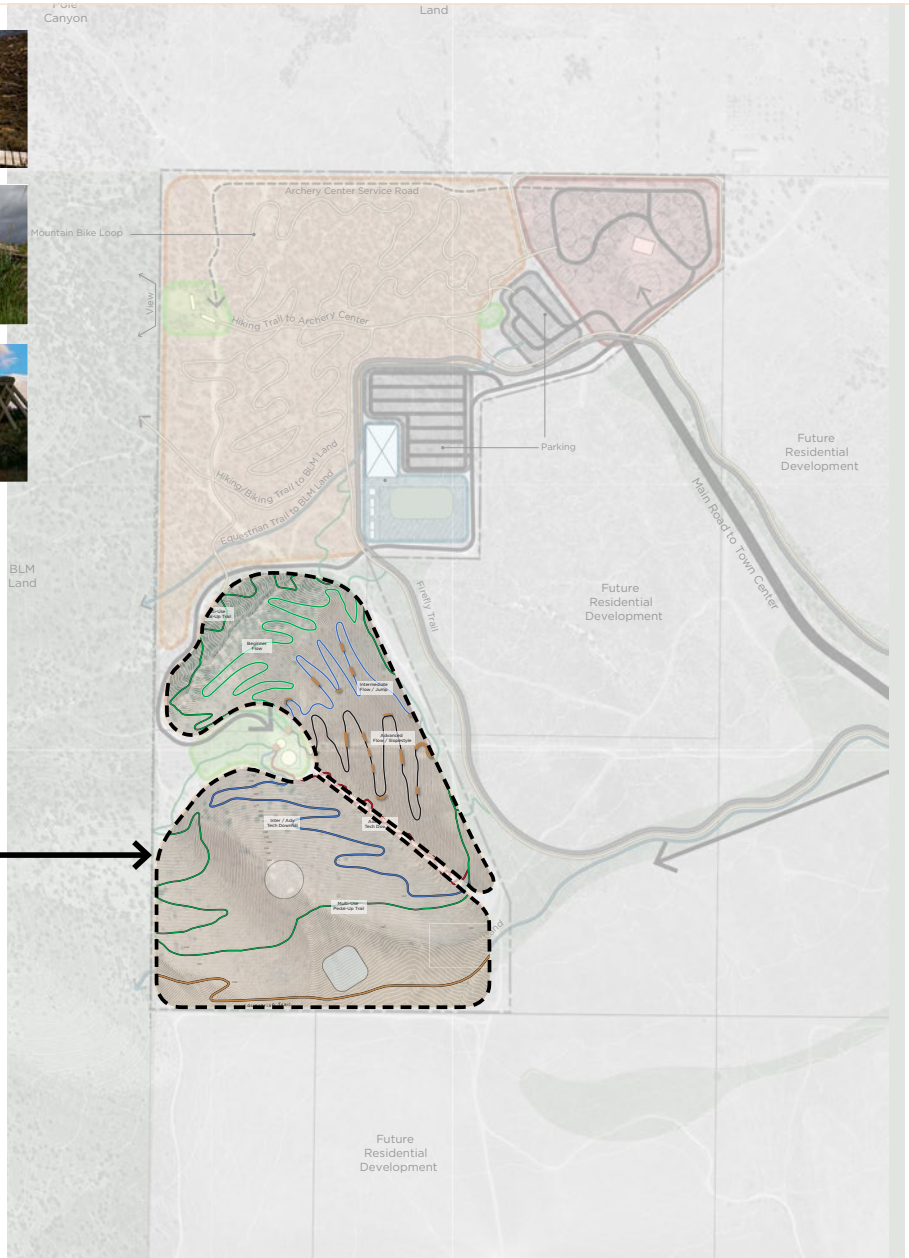 Pole
Canyon
Land
Archery Center Service Road
Mountain Bike Loop
View
Hiking Trail to Archery Center
Parking
Future
Residential
Development
Hiking/Biking Trail to BLM Land
Equestrian Trail to BLM Land
Main Road to Town Center
BLM
Land
Firefly Trail
Future
Residential
Development
Beginner
Flow
Intermediate
Flow / Jump
Advanced
Flow / Slopestyle
Inter / Adv
Tech Downhill
Tech
Multi-Use
Pedal-Up Trail
Future
Residential
Development